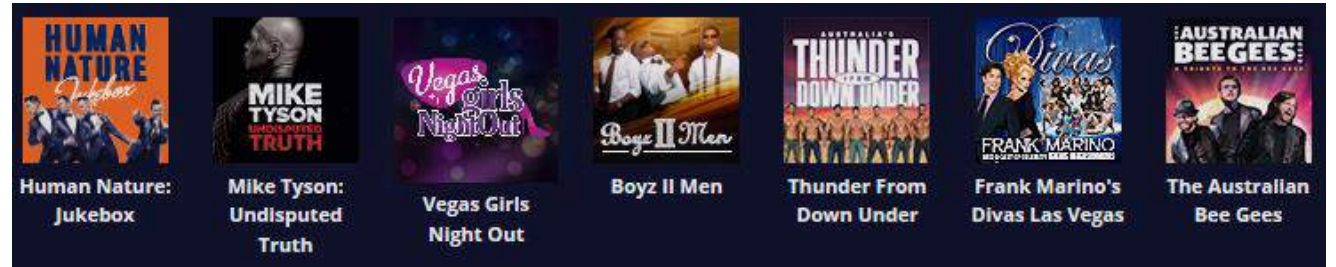 HUMAN
NATURE
Jukebox
Human Nature:
Jukebox
MIKE
TYSON
UNDISPUTED
TRUTH
Mike Tyson:
Undisputed
Truth
Vegas
girls
Night Out
Vegas Girls
Night Out
Boyz II Men
Boyz II Men
AUSTRALIA'S
THUNDER
FROM
DOWN UNDER
Thunder From
Down Under
Divas
FRANK MARINO
Frank Marino's
Divas Las Vegas
THE AUSTRALIAN
BEE GEES SHOW
A TRIBUTE TO THE BEE GEES
The Australian
Bee Gees